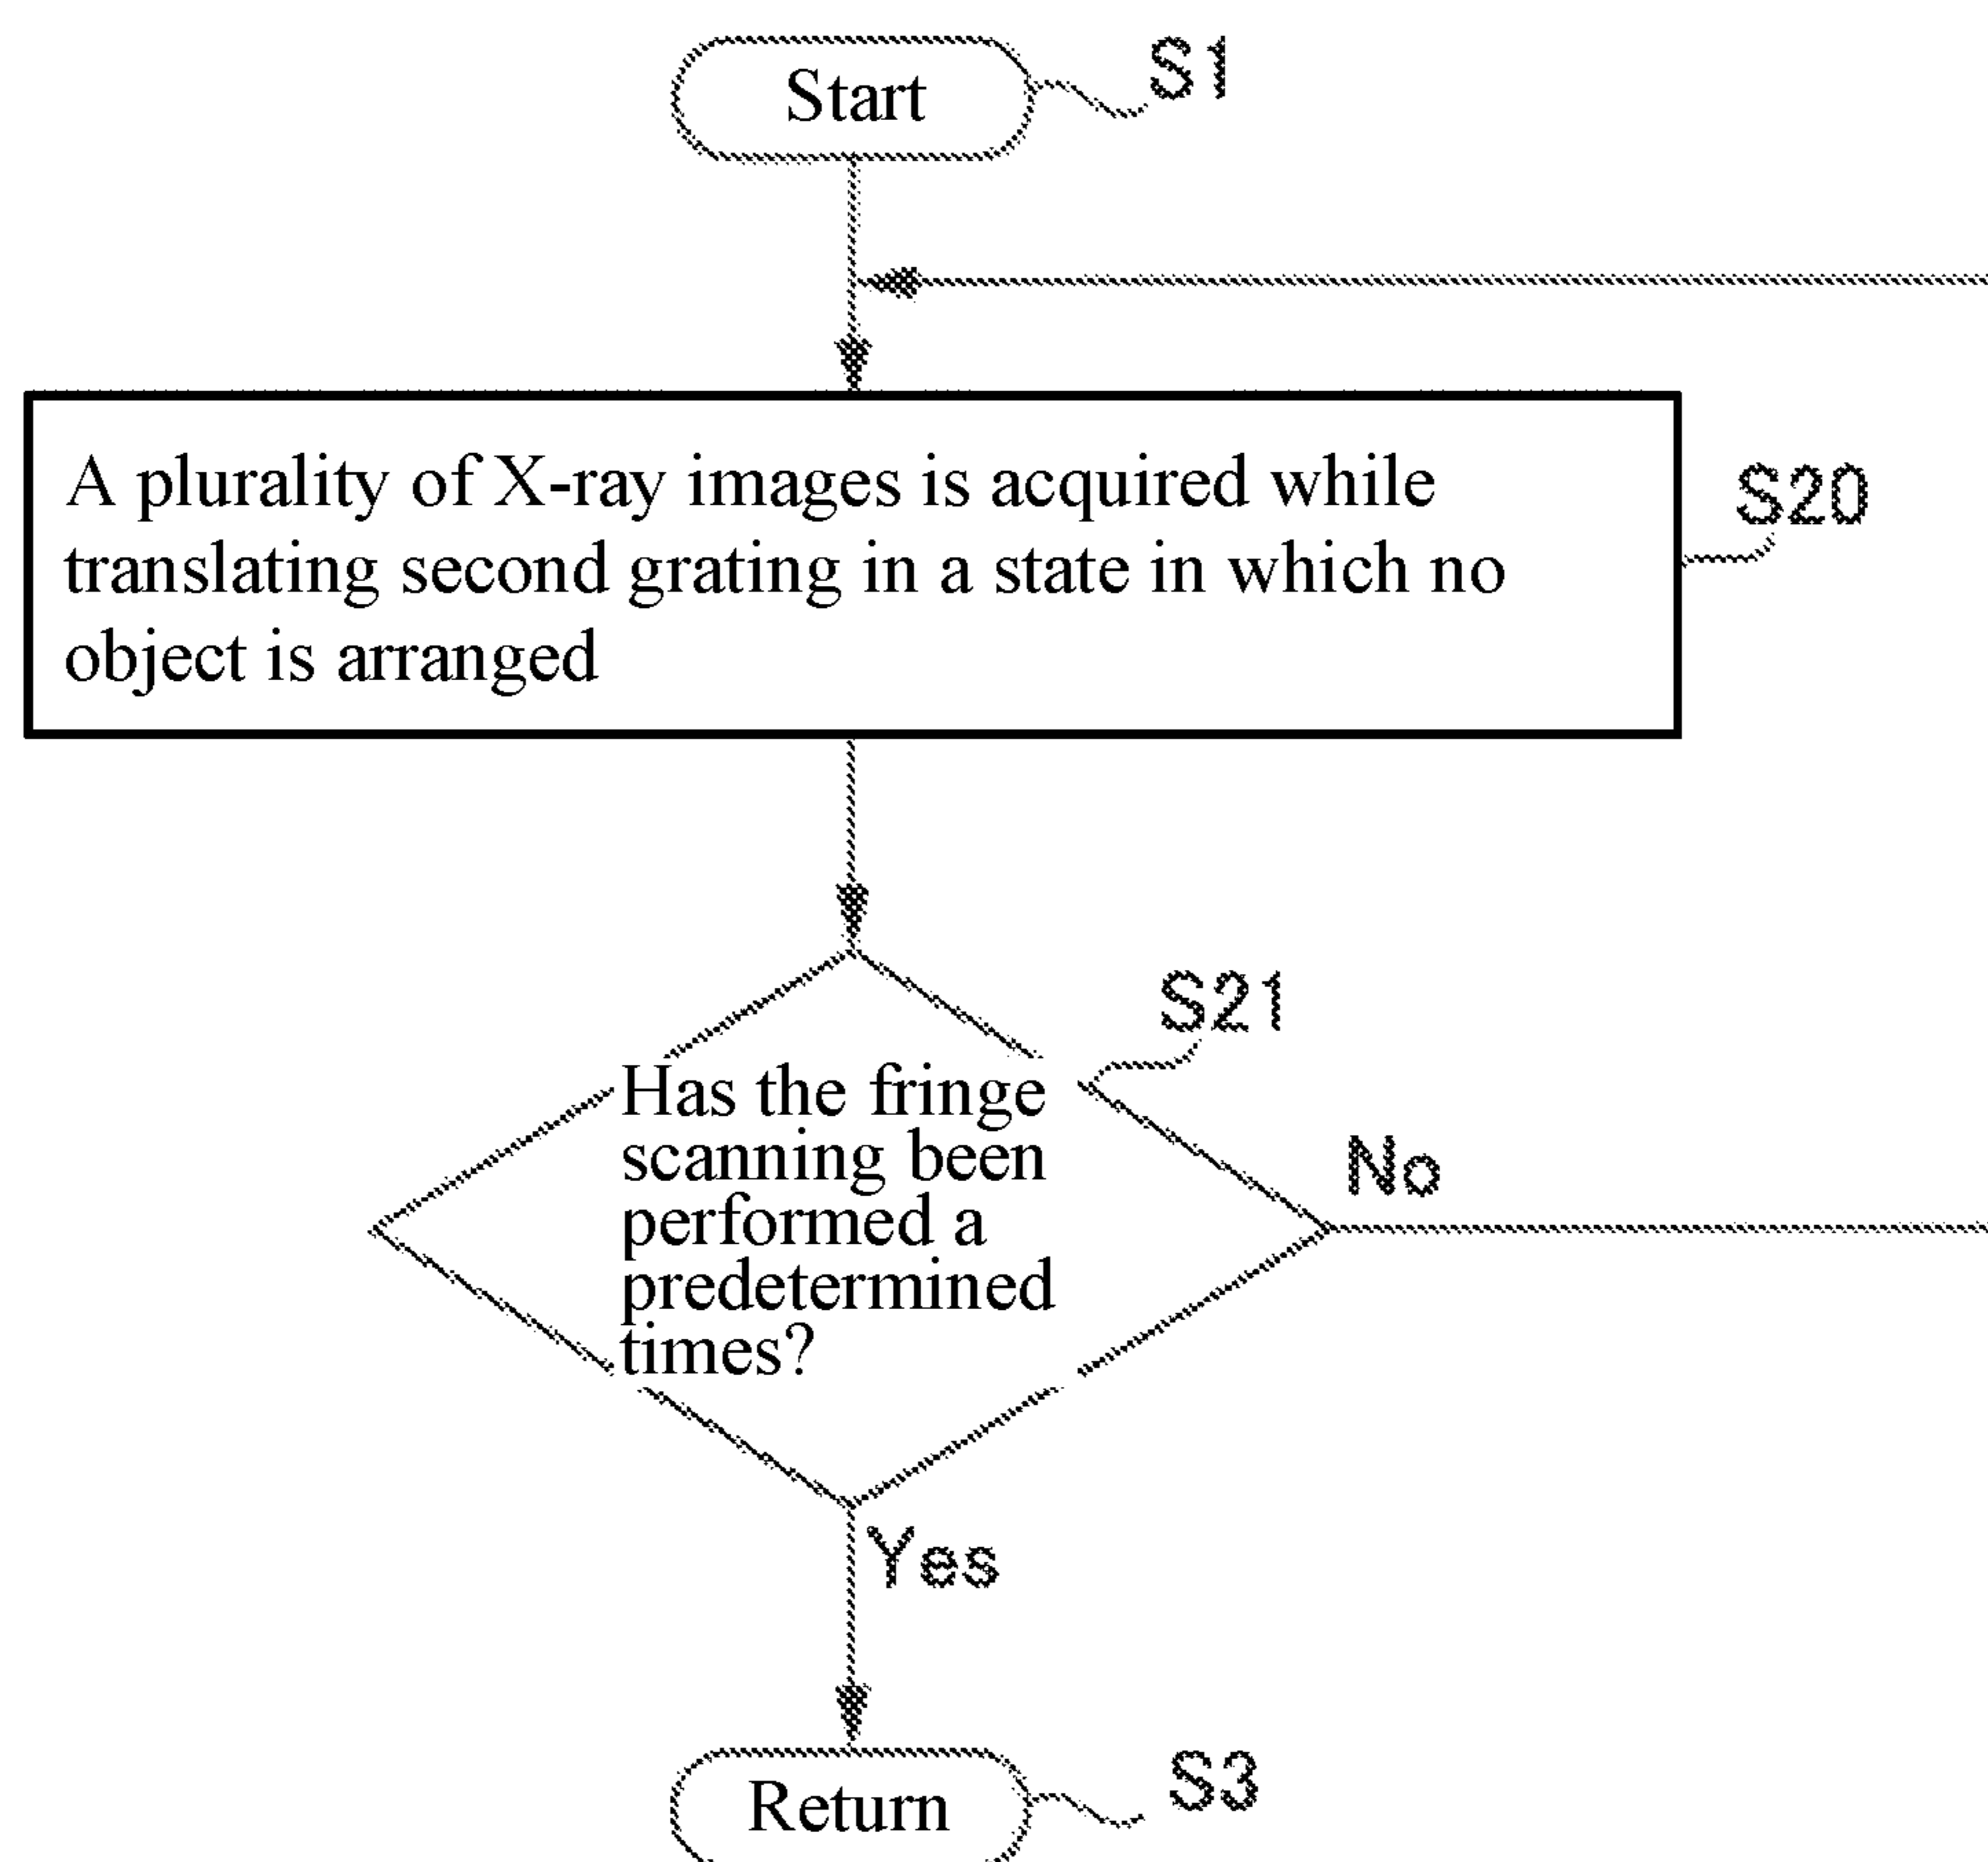 Start
S1
A plurality of X-ray images is acquired while
translating second grating in a state in which no
object is arranged
S20
S21
Has the fringe
scanning been
performed a
predetermined
times?
No
Yes
Return
S3